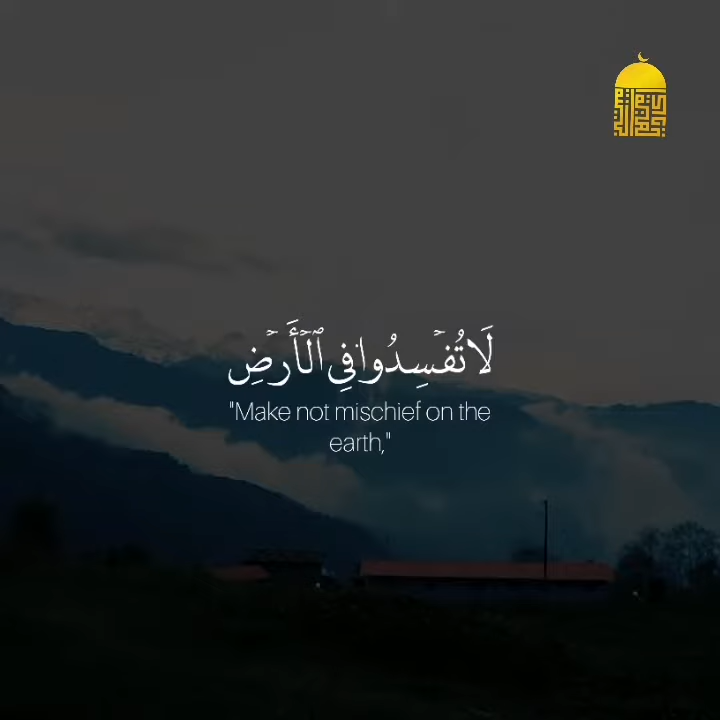 لَا تُفۡسِدُوا۟ فِي ٱلۡأَرۡضِ
"Make not mischief on the
earth,"